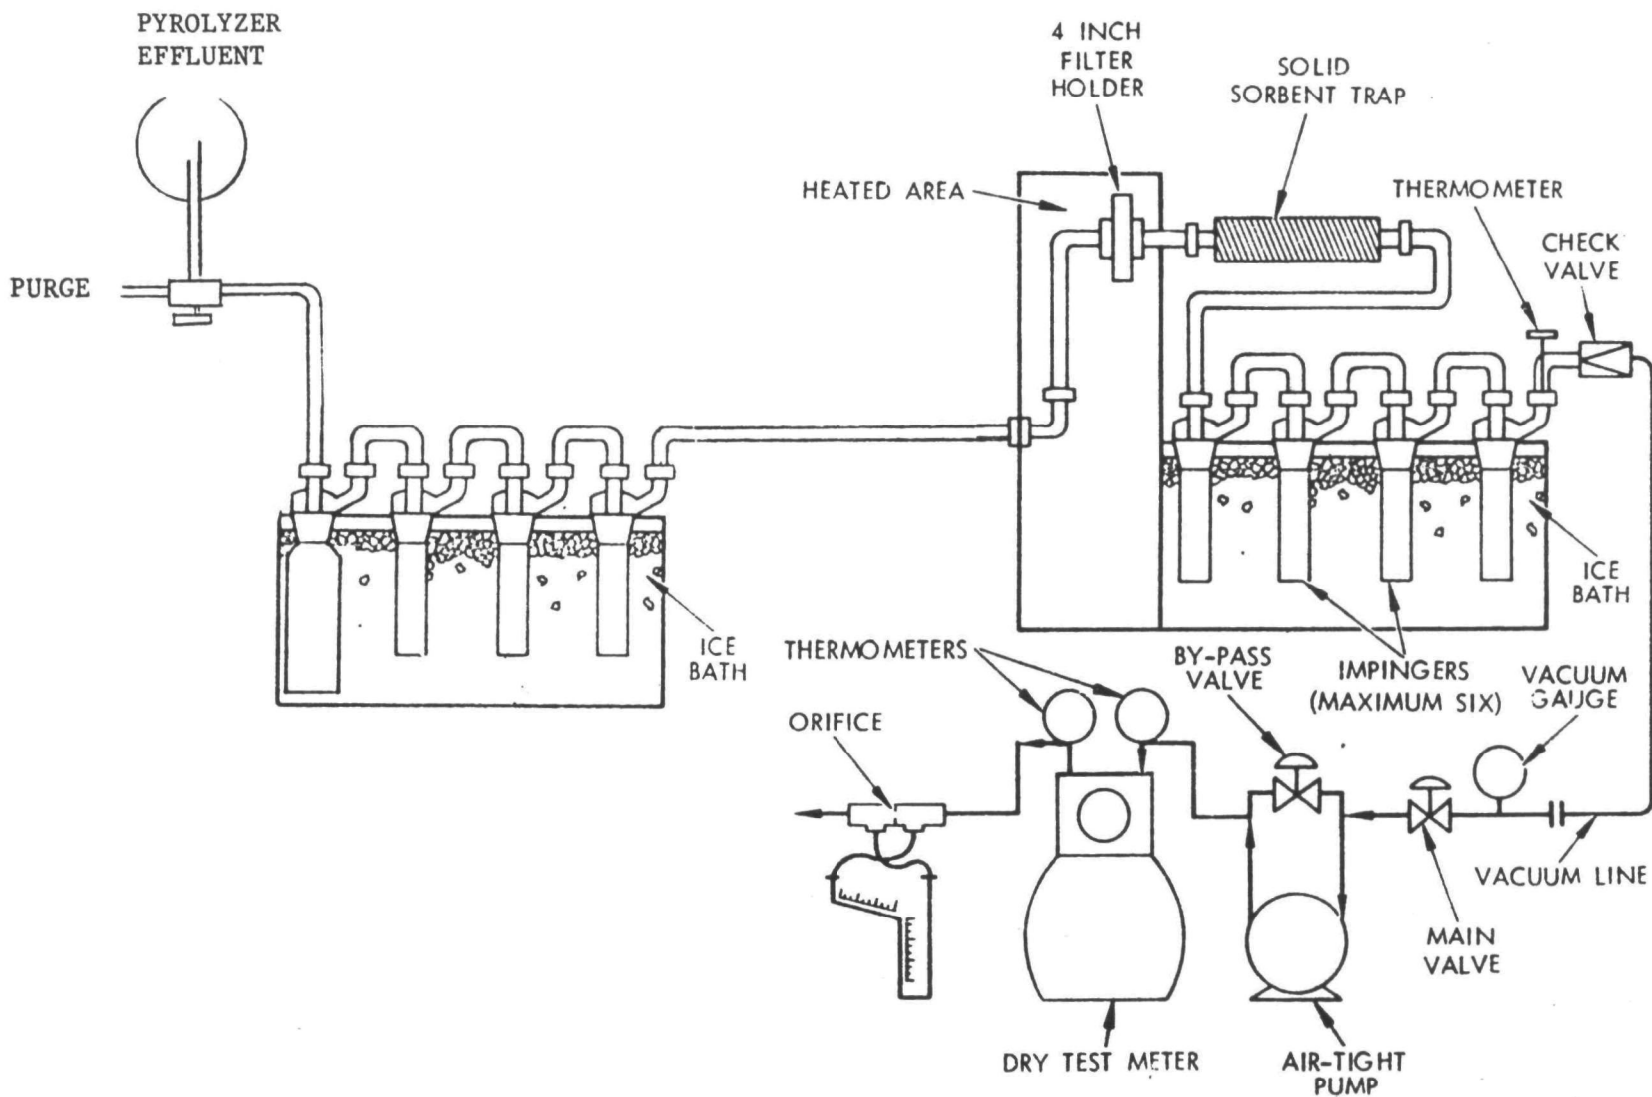 PYROLYZER
EFFLUENT
4 INCH
FILTER
HOLDER
SOLID
SORBENT TRAP
HEATED AREA
THERMOMETER
CHECK
VALVE
PURGE
ICE
BATH
ICE
BATH
THERMOMETERS
BY-PASS
VALVE
IMPINGERS
(MAXIMUM SIX)
VACUUM
GAUGE
ORIFICE
VACUUM LINE
MAIN
VALVE
DRY TEST METER
AIR-TIGHT
PUMP